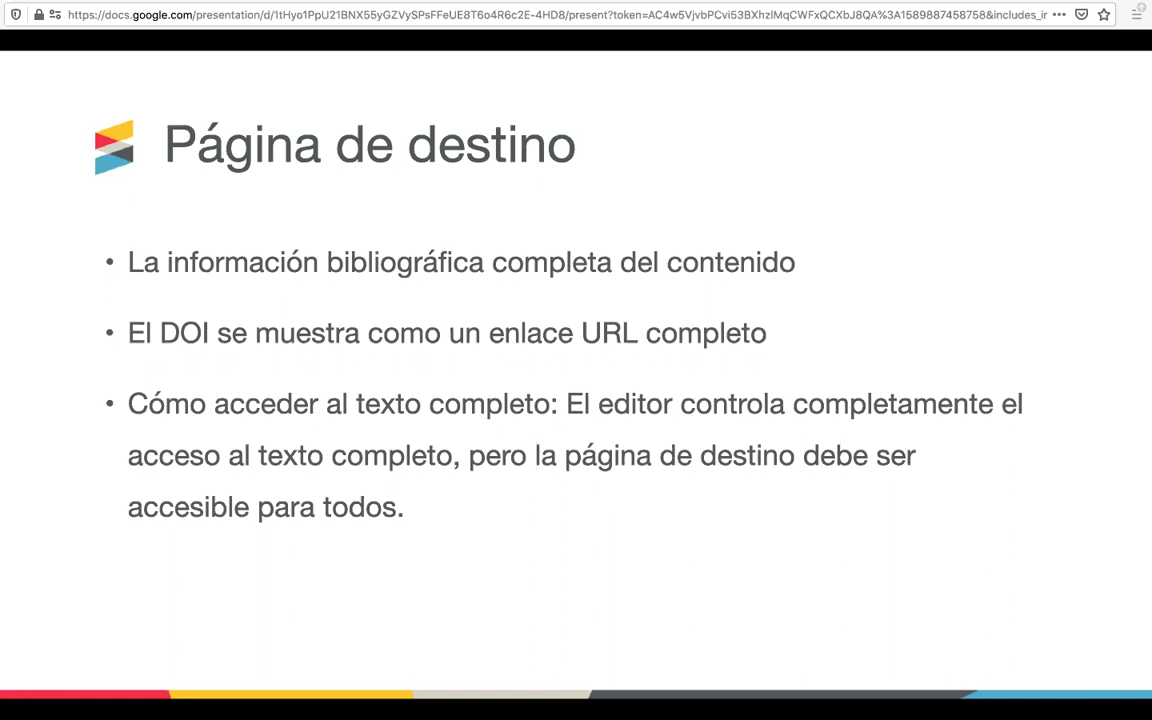 https://docs.google.com/presentation/d/1tHyo1PpU21BNX55yGZVySPsFFeUE8T6o4R6c2E-4HD8/present?token=AC4w5VjvbPCvi53BXhzlMqCWFxQCXbJ8QA%3A1589887458758&includes_ir
Página de destino
• La información bibliográfica completa del contenido
• El DOI se muestra como un enlace URL completo
• Cómo acceder al texto completo: El editor controla completamente el
acceso al texto completo, pero la página de destino debe ser
accesible para todos.